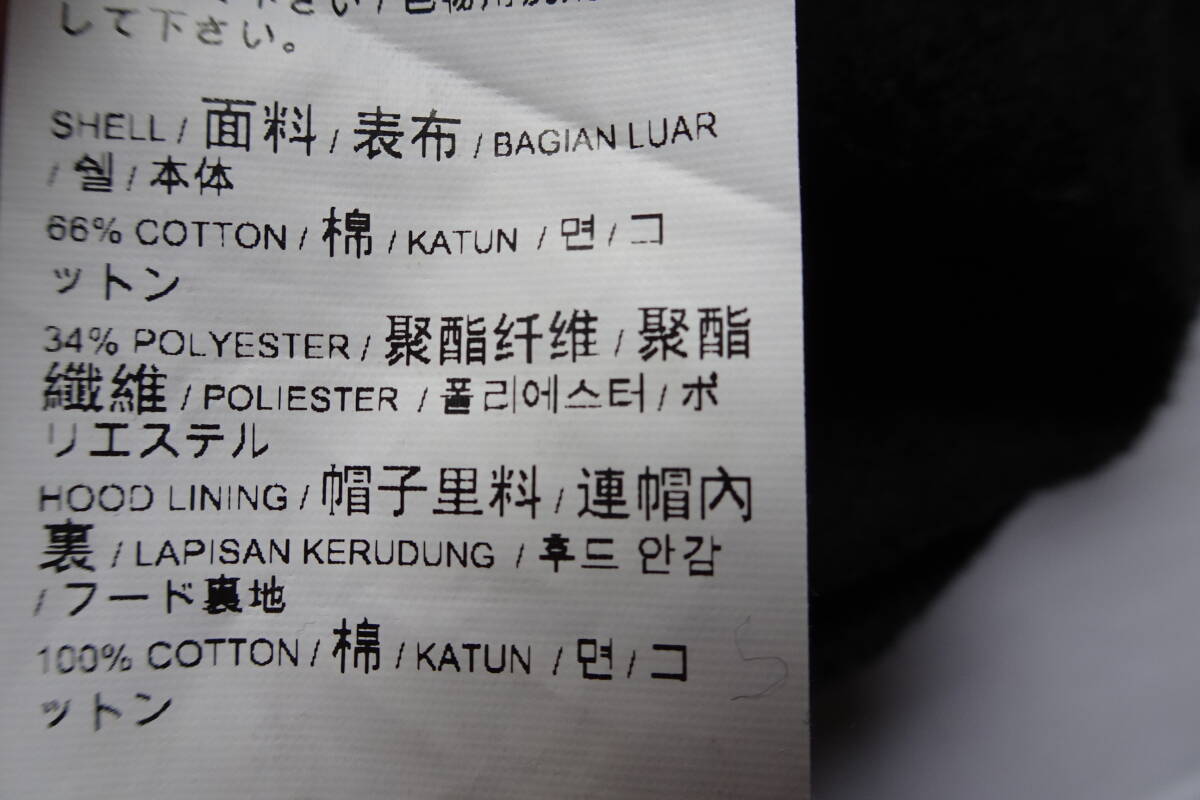 して下さい。
SHELL / 面料 / 表布 / BAGIAN LUAR
/ 쉘 / 本体
66% COTTON / 棉 / KATUN / 면 / コ
ットン
34% POLYESTER / 聚酯纤维 / 聚酯
纖維 / POLIESTER / 폴리에스터 / ポ
リエステル
HOOD LINING / 帽子里料 / 連帽內
裏 / LAPISAN KERUDUNG / 후드 안감
/ フード裏地
100% COTTON / 棉 / KATUN / 면 / コ
ットン